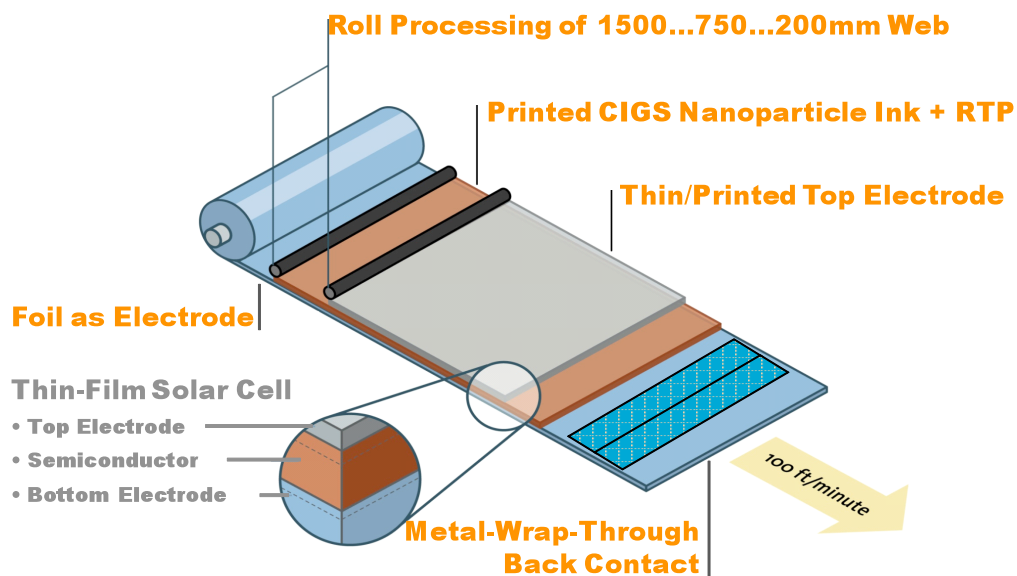 Roll Processing of 1500...750...200mm Web
Printed CIGS Nanoparticle Ink + RTP
Thin/Printed Top Electrode
Foil as Electrode
Thin-Film Solar Cell
• Top Electrode
• Semiconductor
• Bottom Electrode
100 ft/minute
Metal-Wrap-Through
Back Contact